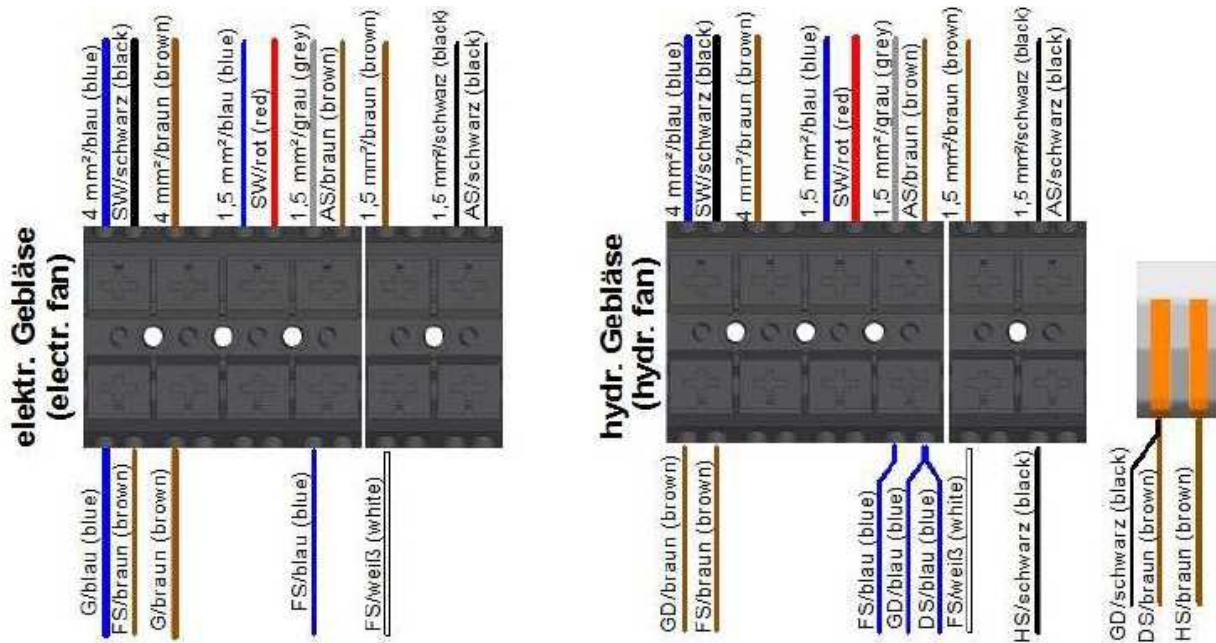 elektr. Gebläse
(electr. fan)
4 mm²/blau (blue)
SW/schwarz (black)
4 mm²/braun (brown)
1,5 mm²/blau (blue)
SW/rot (red)
1,5 mm²/grau (grey)
AS/braun (brown)
1,5 mm²/braun (brown)
1,5 mm²/schwarz (black)
AS/schwarz (black)
G/blau (blue)
FS/braun (brown)
G/braun (brown)
FS/blau (blue)
FS/weiß (white)
hydr. Gebläse
(hydr. fan)
4 mm²/blau (blue)
SW/schwarz (black)
4 mm²/braun (brown)
1,5 mm²/blau (blue)
SW/rot (red)
1,5 mm²/grau (grey)
AS/braun (brown)
1,5 mm²/braun (brown)
1,5 mm²/schwarz (black)
AS/schwarz (black)
GD/braun (brown)
FS/braun (brown)
FS/blau (blue)
GD/blau (blue)
DS/blau (blue)
FS/weiß (white)
HS/schwarz (black)
GD/schwarz (black)
DS/braun (brown)
HS/braun (brown)